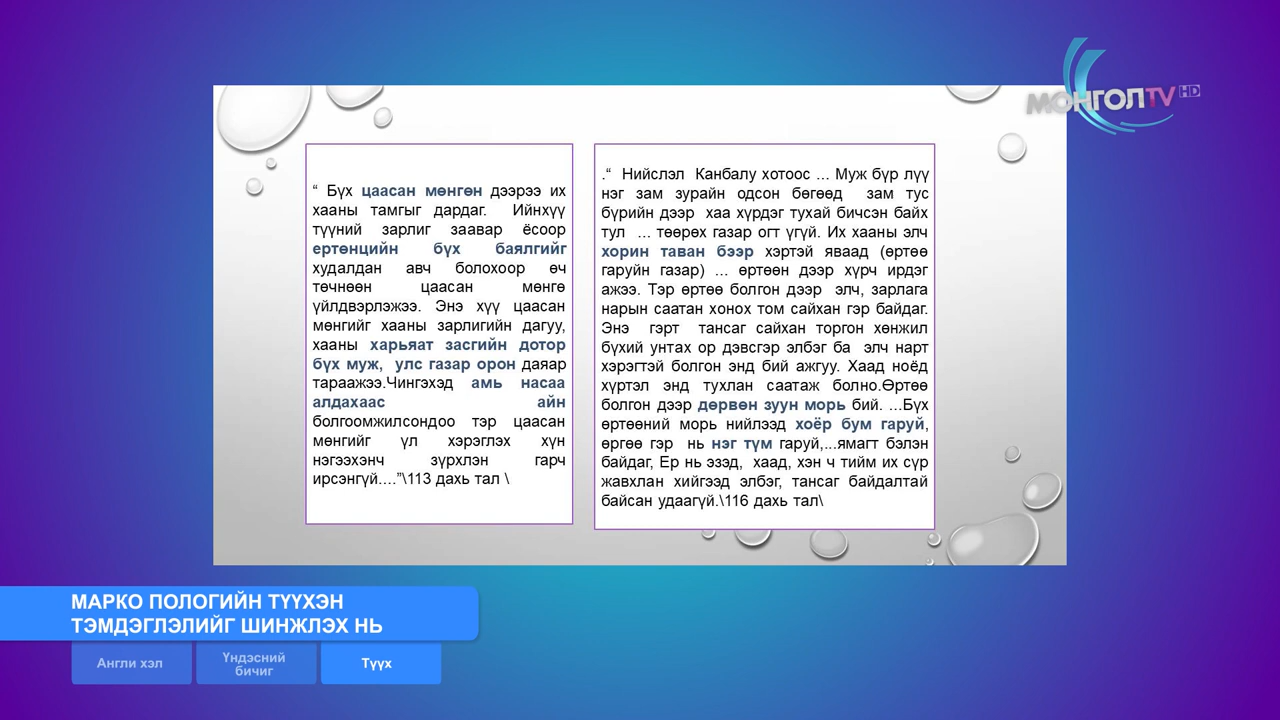 МОНГОЛTV HD
“ Бүх цаасан мөнгөн дээрээ их
хааны тамгыг дардаг. Ийнхүү
түүний зарлиг заавар ёсоор
ертөнцийн бүх баялгийг
худалдан авч болохоор өч
төчнөөн цаасан мөнгө
үйлдвэрлэжээ. Энэ хүү цаасан
мөнгийг хааны зарлигийн дагуу,
хааны харьяат засгийн дотор
бүх муж, улс газар орон даяар
тараажээ.Чингэхэд амь насаа
алдахаас айн
болгоомжилсондоо тэр цаасан
мөнгийг үл хэрэглэх хүн
нэгээхэнч зүрхлэн гарч
ирсэнгүй....”\113 дахь тал \
.“ Нийслэл Канбалу хотоос ... Муж бүр лүү
нэг зам зурайн одсон бөгөөд зам тус
бүрийн дээр хаа хүрдэг тухай бичсэн байх
тул ... төөрөх газар огт үгүй. Их хааны элч
хорин таван бээр хэртэй яваад (өртөө
гаруйн газар) ... өртөөн дээр хүрч ирдэг
ажээ. Тэр өртөө болгон дээр элч, зарлага
нарын саатан хонох том сайхан гэр байдаг.
Энэ гэрт тансаг сайхан торгон хөнжил
бүхий унтах ор дэвсгэр элбэг ба элч нарт
хэрэгтэй болгон энд бий ажгуу. Хаад ноёд
хүртэл энд тухлан саатаж болно.Өртөө
болгон дээр дөрвөн зуун морь бий. ...Бүх
өртөөний морь нийлээд хоёр бум гаруй,
өргөө гэр нь нэг түм гаруй,...ямагт бэлэн
байдаг, Ер нь эзэд, хаад, хэн ч тийм их сүр
жавхлан хийгээд элбэг, тансаг байдалтай
байсан удаагүй.\116 дахь тал\
МАРКО ПОЛОГИЙН ТҮҮХЭН
ТЭМДЭГЛЭЛИЙГ ШИНЖЛЭХ НЬ
Англи хэл
Үндэсний
бичиг
Түүх